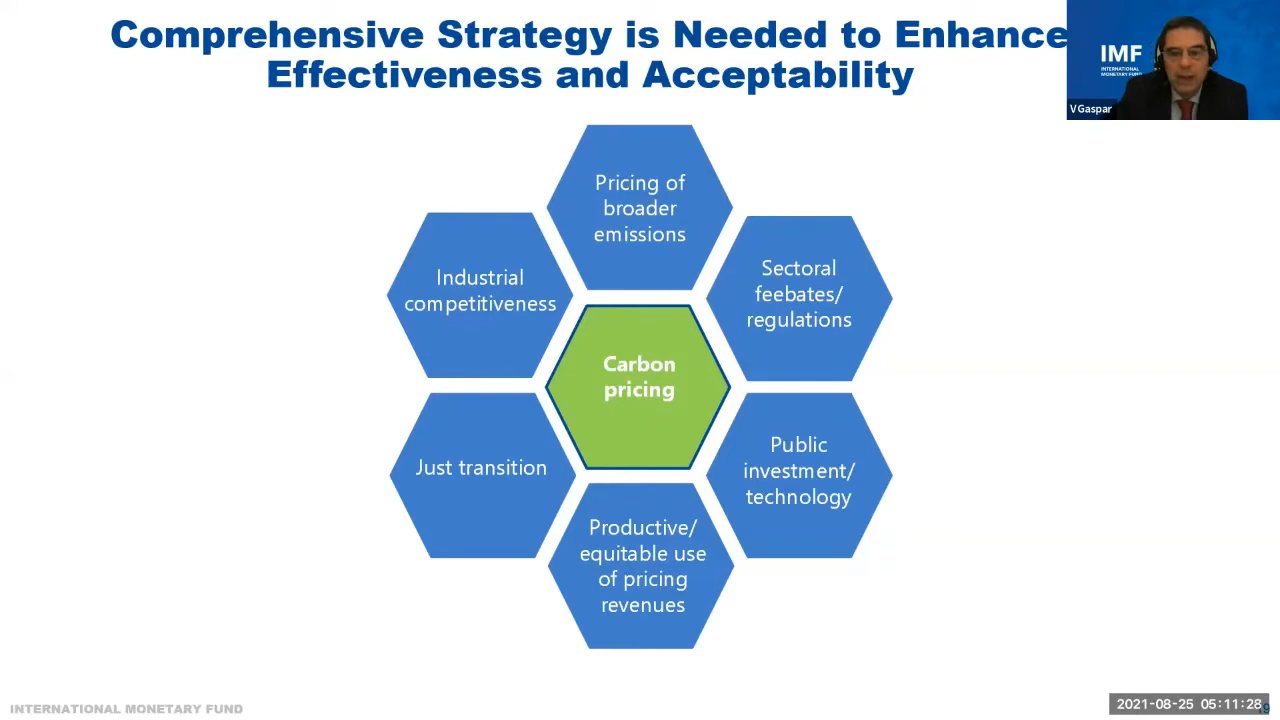 Comprehensive Strategy is Needed to Enhance
Effectiveness and Acceptability
IMF
INTERNATIONAL
MONETARY FUND
VGaspar
Pricing of
broader
emissions
Industrial
competitiveness
Sectoral
feebates/
regulations
Carbon
pricing
Just transition
Public
investment/
technology
Productive/
equitable use
of pricing
revenues
INTERNATIONAL MONETARY FUND
2021-08-25 05:11:28